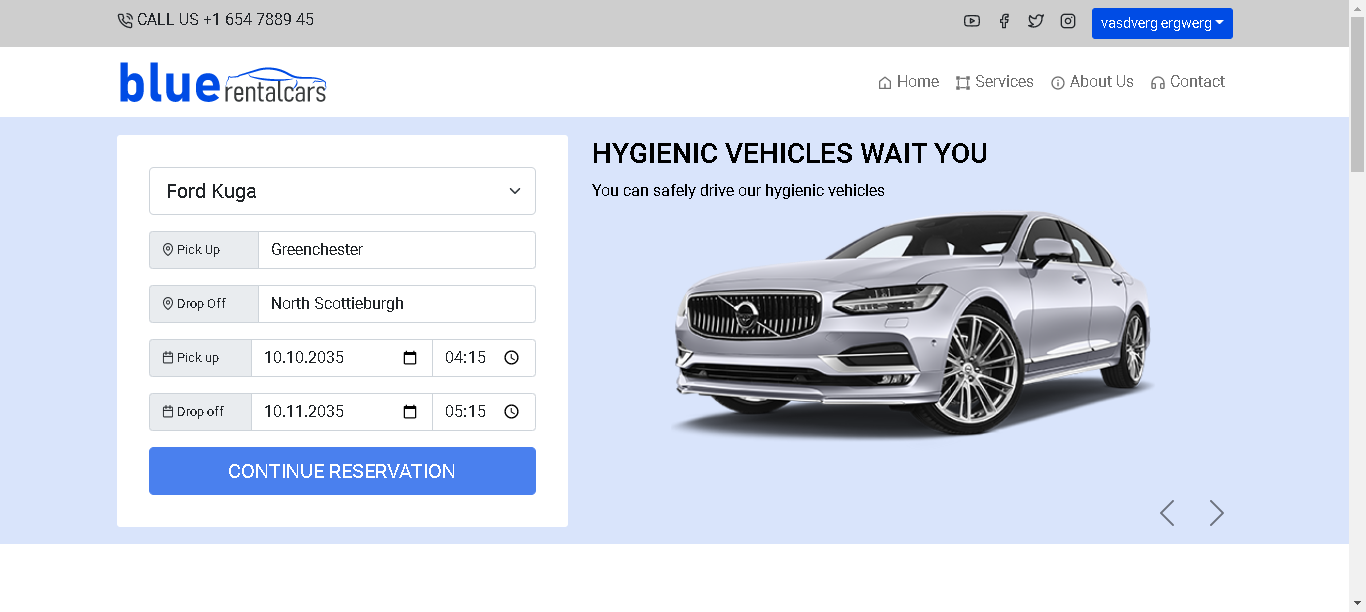 CALL US +1 654 7889 45
vasdverg ergwerg
blue rentalcars
Home Services About Us Contact
Ford Kuga
Pick Up Greenchester
Drop Off North Scottieburgh
Pick up 10.10.2035 04:15
Drop off 10.11.2035 05:15
CONTINUE RESERVATION
HYGIENIC VEHICLES WAIT YOU
You can safely drive our hygienic vehicles